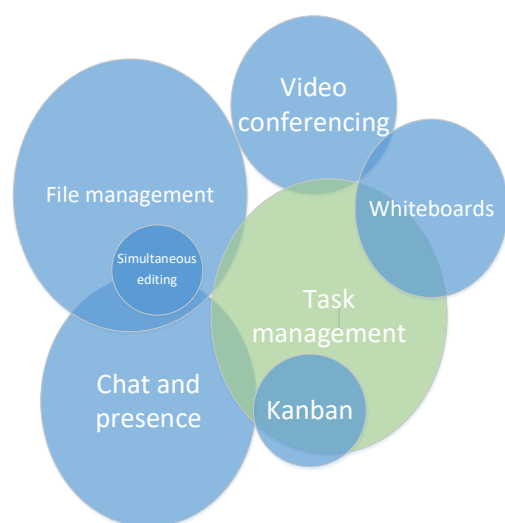 Video
conferencing
File management
Whiteboards
Simultaneous
editing
Task
management
Chat and
presence
Kanban